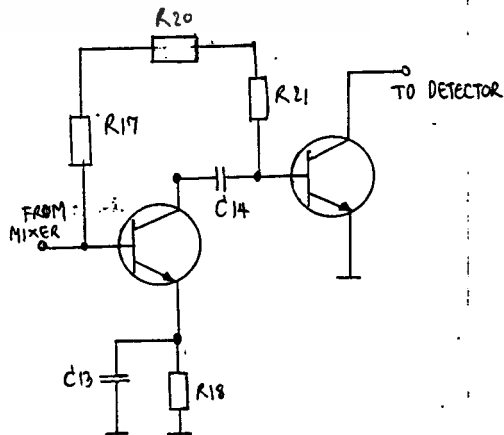 R20
R21
TO DETECTOR
R17
C14
FROM
MIXER
C13
R18